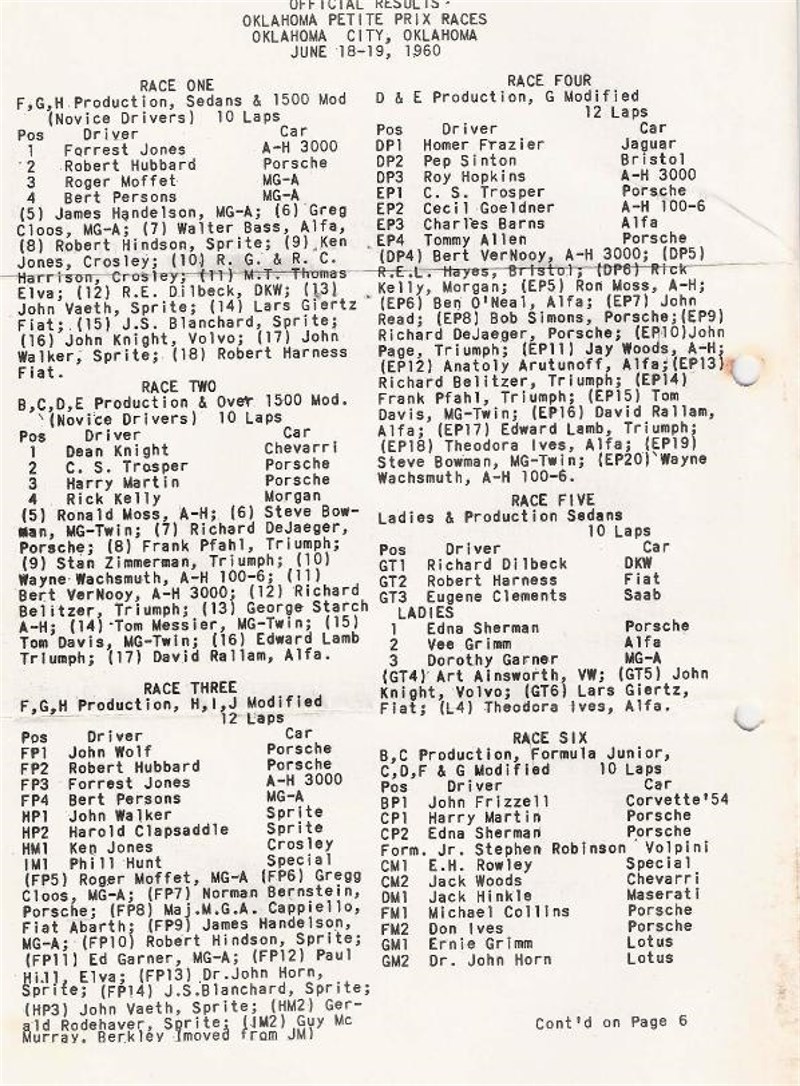 OFFICIAL RESULTS
OKLAHOMA PETITE PRIX RACES
OKLAHOMA CITY, OKLAHOMA
JUNE 18-19, 1960
RACE ONE
F,G,H Production, Sedans & 1500 Mod
(Novice Drivers) 10 Laps
Pos Driver Car
1 Forrest Jones A-H 3000
2 Robert Hubbard Porsche
3 Roger Moffet MG-A
4 Bert Persons MG-A
(5) James Handelson, MG-A; (6) Greg
Cloos, MG-A; (7) Walter Bass, Alfa,
(8) Robert Hindson, Sprite; (9) Ken
Jones, Crosley; (10) R. G. & R. C.
Harrison, Crosley; (11) M.T. Thomas
Elva; (12) R.E. Dilbeck, DKW; (13)
John Vaeth, Sprite; (14) Lars Giertz
Fiat; (15) J.S. Blanchard, Sprite;
(16) John Knight, Volvo; (17) John
Walker, Sprite; (18) Robert Harness
Fiat.
RACE TWO
B,C,D,E Production & Over 1500 Mod.
(Novice Drivers) 10 Laps
Pos Driver Car
1 Dean Knight Chevarri
2 C. S. Trosper Porsche
3 Harry Martin Porsche
4 Rick Kelly Morgan
(5) Ronald Moss, A-H; (6) Steve Bow-
man, MG-Twin; (7) Richard DeJaeger,
Porsche; (8) Frank Pfahl, Triumph;
(9) Stan Zimmerman, Triumph; (10)
Wayne Wachsmuth, A-H 100-6; (11)
Bert VerNooy, A-H 3000; (12) Richard
Belitzer, Triumph; (13) George Starch
A-H; (14) Tom Messier, MG-Twin; (15)
Tom Davis, MG-Twin; (16) Edward Lamb
Triumph; (17) David Rallam, Alfa.
RACE THREE
F,G,H Production, H,I,J Modified
12 Laps
Pos Driver Car
FP1 John Wolf Porsche
FP2 Robert Hubbard Porsche
FP3 Forrest Jones A-H 3000
FP4 Bert Persons MG-A
HP1 John Walker Sprite
HP2 Harold Clapsaddle Sprite
HM1 Ken Jones Crosley
IM1 Phill Hunt Special
(FP5) Roger Moffet, MG-A (FP6) Gregg
Cloos, MG-A; (FP7) Norman Bernstein,
Porsche; (FP8) Maj.M.G.A. Cappiello,
Fiat Abarth; (FP9) James Handelson,
MG-A; (FP10) Robert Hindson, Sprite;
(FP11) Ed Garner, MG-A; (FP12) Paul
Hill, Elva; (FP13) Dr.John Horn,
Sprite; (FP14) J.S.Blanchard, Sprite;
(HP3) John Vaeth, Sprite; (HM2) Ger-
ald Rodehaver, Sprite; (JM2) Guy Mc
Murray, Berkley (moved from JM)
RACE FOUR
D & E Production, G Modified
12 Laps
Pos Driver Car
DP1 Homer Frazier Jaguar
DP2 Pep Sinton Bristol
DP3 Roy Hopkins A-H 3000
EP1 C. S. Trosper Porsche
EP2 Cecil Goeldner A-H 100-6
EP3 Charles Barns Alfa
EP4 Tommy Allen Porsche
(DP4) Bert VerNooy, A-H 3000; (DP5)
R.E.L. Hayes, Bristol; (DP6) Rick
Kelly, Morgan; (EP5) Ron Moss, A-H;
(EP6) Ben O'Neal, Alfa; (EP7) John
Read; (EP8) Bob Simons, Porsche;(EP9)
Richard DeJaeger, Porsche; (EP10)John
Page, Triumph; (EP11) Jay Woods, A-H;
(EP12) Anatoly Arutunoff, Alfa;(EP13)
Richard Belitzer, Triumph; (EP14)
Frank Pfahl, Triumph; (EP15) Tom
Davis, MG-Twin; (EP16) David Rallam,
Alfa; (EP17) Edward Lamb, Triumph;
(EP18) Theodora Ives, Alfa; (EP19)
Steve Bowman, MG-Twin; (EP20) Wayne
Wachsmuth, A-H 100-6.
RACE FIVE
Ladies & Production Sedans
10 Laps
Pos Driver Car
GT1 Richard Dilbeck DKW
GT2 Robert Harness Fiat
GT3 Eugene Clements Saab
LADIES
1 Edna Sherman Porsche
2 Vee Grimm Alfa
3 Dorothy Garner MG-A
(GT4) Art Ainsworth, VW; (GT5) John
Knight, Volvo; (GT6) Lars Giertz,
Fiat; (L4) Theodora Ives, Alfa.
RACE SIX
B,C Production, Formula Junior,
C,D,F & G Modified 10 Laps
Pos Driver Car
BP1 John Frizzell Corvette'54
CP1 Harry Martin Porsche
CP2 Edna Sherman Porsche
Form. Jr. Stephen Robinson Volpini
CM1 E.H. Rowley Special
CM2 Jack Woods Chevarri
DM1 Jack Hinkle Maserati
FM1 Michael Collins Porsche
FM2 Don Ives Porsche
GM1 Ernie Grimm Lotus
GM2 Dr. John Horn Lotus
Cont'd on Page 6